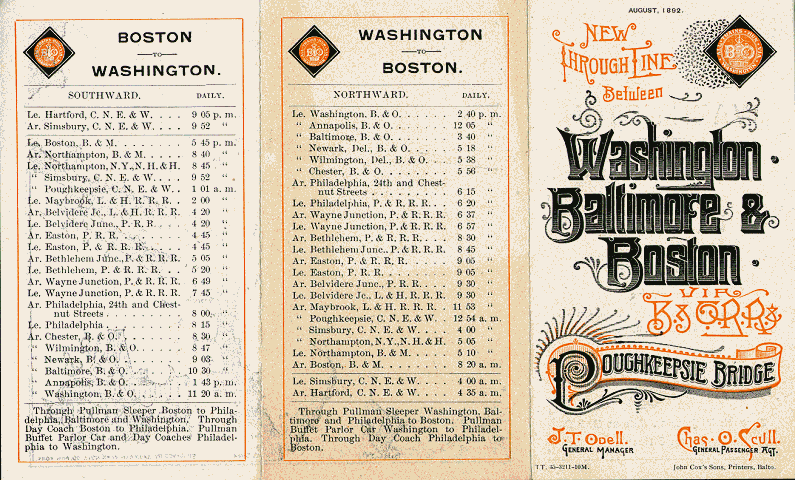 BOSTON
TO
WASHINGTON.
SOUTHWARD. DAILY.
Le. Hartford, C. N. E. & W. . . . 9 05 p. m.
Ar. Simsbury, C. N. E. & W. . . . 9 52 "
Le. Boston, B. & M. . . . . . 5 45 p. m.
Ar. Northampton, B. & M. . . . . 8 40 "
Le. Northampton, N.Y., N. H. & H. 8 45 "
" Simsbury, C. N. E. & W. . . . 9 52 "
" Poughkeepsie, C. N. E. & W. . 1 01 a. m.
Le. Maybrook, L. & H. R. R. R. . . 2 00 "
Ar. Belvidere Jc., L. & H. R. R. R. 4 20 "
Le. Belvidere Junc., P. R. R. . . . 4 20 "
Ar. Easton, P. R. R. . . . . . 4 45 "
Le. Easton, P. & R. R. R. . . . . 4 45 "
Ar. Bethlehem Junc., P. & R. R. R. 5 05 "
Le. Bethlehem, P. & R. R. R. . . . 5 20 "
Ar. Wayne Junction, P. & R. R. R. 6 49 "
Le. Wayne Junction, P. & R. R. R. 7 45 "
Ar. Philadelphia, 24th and Chest-
nut Streets . . . . . . . . 8 00 "
Le. Philadelphia . . . . . . . 8 15 "
Ar. Chester, B. & O. . . . . . . 8 30 "
" Wilmington, B. & O. . . . . . 8 47 "
" Newark, B. & O. . . . . . . 9 03 "
" Baltimore, B. & O. . . . . . 10 30 "
" Annapolis, B. & O. . . . . . 1 43 p. m.
" Washington, B. & O. . . . . . 11 20 a. m.
Through Pullman Sleeper Boston to Phila-
delphia, Baltimore and Washington. Through
Day Coach Boston to Philadelphia. Pullman
Buffet Parlor Car and Day Coaches Philadel-
phia to Washington.
WASHINGTON
TO
BOSTON.
NORTHWARD. DAILY.
Le. Washington, B. & O. . . . . . 2 40 p. m.
" Annapolis, B. & O. . . . . . 12 05 "
" Baltimore, B. & O. . . . . . 3 40 "
" Newark, Del., B. & O. . . . . 5 18 "
" Wilmington, Del., B. & O. . . . 5 38 "
" Chester, B. & O. . . . . . . 5 56 "
Ar. Philadelphia, 24th and Chest-
nut Streets . . . . . . . . 6 15 "
Le. Philadelphia, P. & R. R. R. . . 6 20 "
Ar. Wayne Junction, P. & R. R. R. 6 37 "
Le. Wayne Junction, P. & R. R. R. 6 57 "
Ar. Bethlehem, P. & R. R. R. . . . 8 30 "
Le. Bethlehem Junc., P. & R. R. R. 8 45 "
Ar. Easton, P. & R. R. R. . . . . 9 05 "
Le. Easton, P. R. R. . . . . . . 9 05 "
Ar. Belvidere Junc., P. R. R. . . . 9 30 "
Le. Belvidere Jc., L. & H. R. R. R. 9 30 "
Ar. Maybrook, L. & H. R. R. R. . . 11 53 "
" Poughkeepsie, C. N. E. & W. . 12 54 a. m.
" Simsbury, C. N. E. & W. . . . 4 00 "
" Northampton, N.Y., N. H. & H. 5 05 "
Le. Northampton, B. & M. . . . . 5 10 "
Ar. Boston, B. & M. . . . . . . 8 20 a. m.
Le. Simsbury, C. N. E. & W. . . . 4 00 a. m.
Ar. Hartford, C. N. E. & W. . . . 4 35 a. m.
Through Pullman Sleeper Washington, Bal-
timore and Philadelphia to Boston. Pullman
Buffet Parlor Car Washington to Philadel-
phia. Through Day Coach Philadelphia to
Boston.
AUGUST, 1892.
NEW
THROUGH LINE
Between
B&O
Washington
Baltimore &
Boston.
VIA
B&O.R.R.
POUGHKEEPSIE BRIDGE
J. T. Odell. Chas. O. Scull.
GENERAL MANAGER GENERAL PASSENGER AGT.
TT. 45-3211-10M. John Cox's Sons, Printers, Balto.